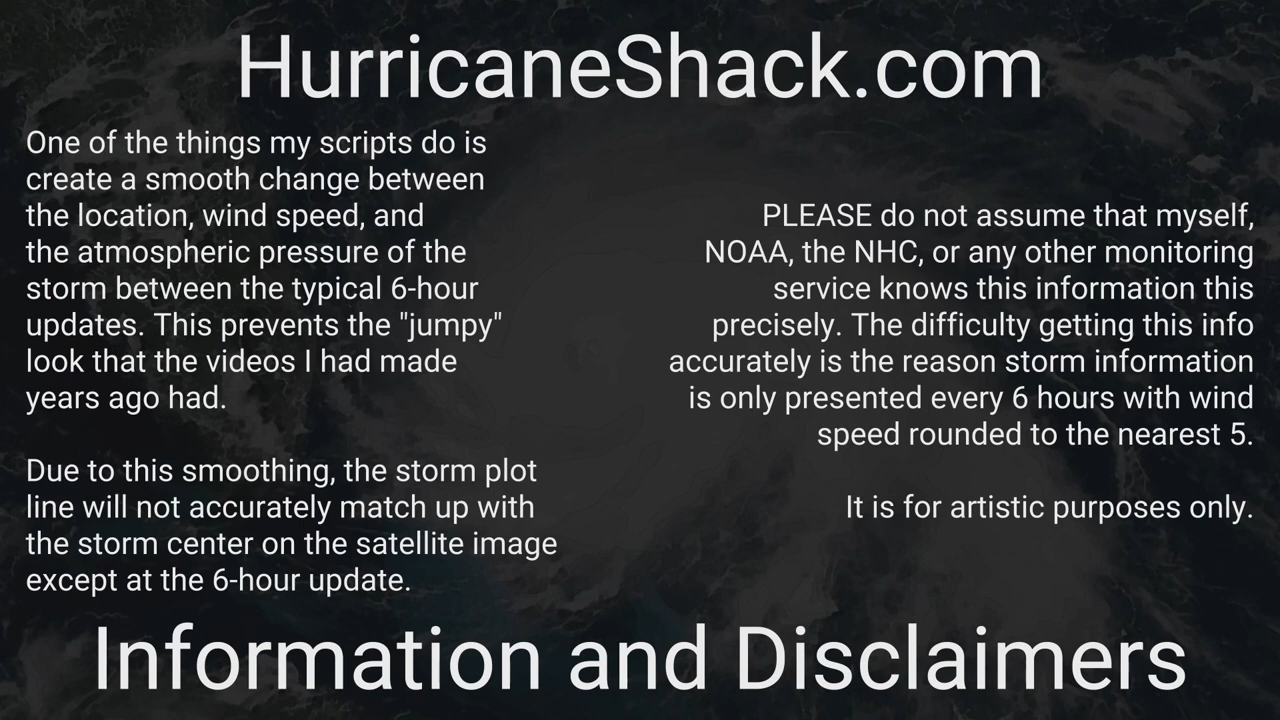 HurricaneShack.com
One of the things my scripts do is
create a smooth change between
the location, wind speed, and
the atmospheric pressure of the
storm between the typical 6-hour
updates. This prevents the "jumpy"
look that the videos I had made
years ago had.
Due to this smoothing, the storm plot
line will not accurately match up with
the storm center on the satellite image
except at the 6-hour update.
PLEASE do not assume that myself,
NOAA, the NHC, or any other monitoring
service knows this information this
precisely. The difficulty getting this info
accurately is the reason storm information
is only presented every 6 hours with wind
speed rounded to the nearest 5.
It is for artistic purposes only.
Information and Disclaimers